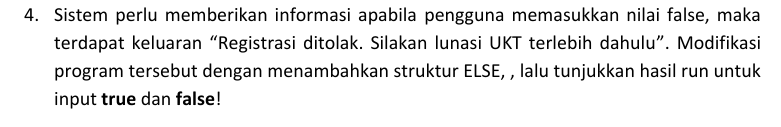 4. Sistem perlu memberikan informasi apabila pengguna memasukkan nilai false, maka
terdapat keluaran “Registrasi ditolak. Silakan lunasi UKT terlebih dahulu”. Modifikasi
program tersebut dengan menambahkan struktur ELSE, , lalu tunjukkan hasil run untuk
input true dan false!